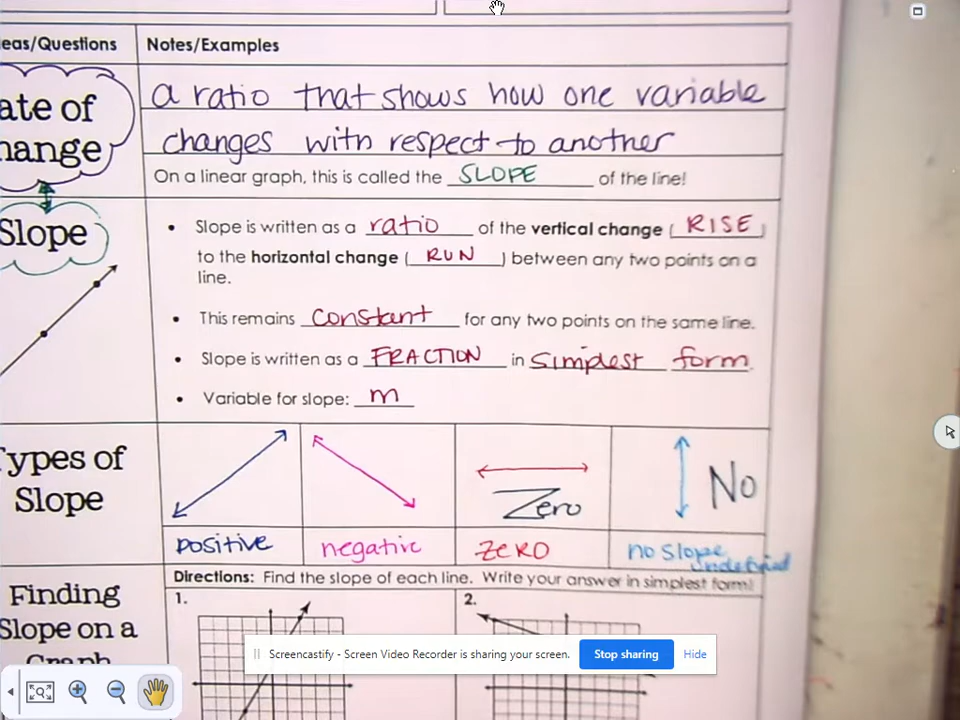 eas/Questions
Notes/Examples
ate of
hange
a ratio that shows how one variable
changes with respect to another
On a linear graph, this is called the SLOPE of the line!
Slope
• Slope is written as a ratio of the vertical change (RISE)
to the horizontal change (RUN) between any two points on a
line.
• This remains constant for any two points on the same line.
• Slope is written as a FRACTION in simplest form.
• Variable for slope: m
ypes of
Slope
Zero
No
positive
negative
ZERO
no slope
undefined
Finding
Slope on a
Graph
Directions: Find the slope of each line. Write your answer in simplest form!
1.
2.
Screencastify - Screen Video Recorder is sharing your screen.
Stop sharing
Hide